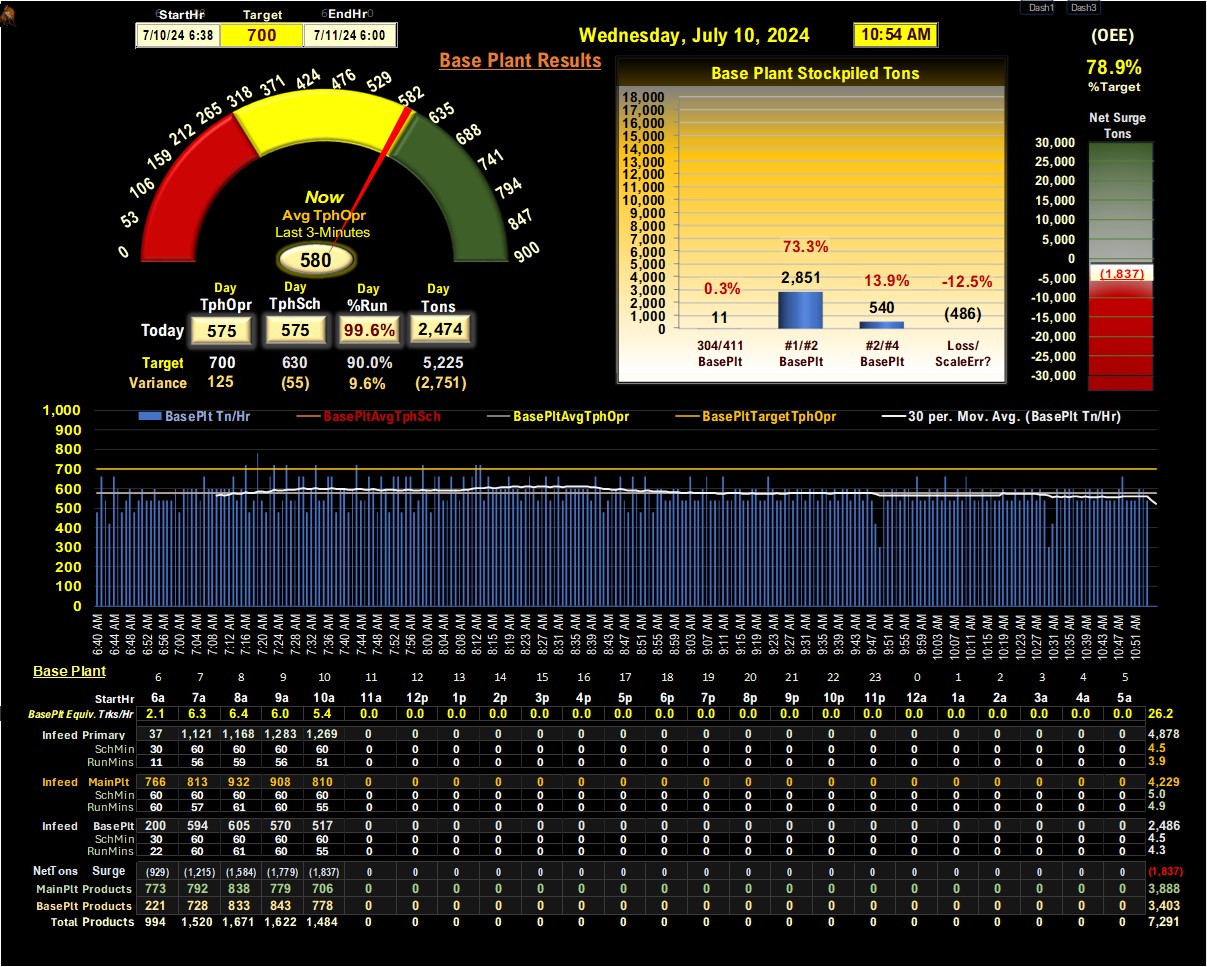 Dash1 Dash3
StartHr Target EndHr
7/10/24 6:38 700 7/11/24 6:00
Wednesday, July 10, 2024 10:54 AM
(OEE)
78.9%
%Target
Base Plant Results
0 53 106 159 212 265 318 371 424 476 529 582 635 688 741 794 847 900
Now
Avg TphOpr
Last 3-Minutes
580
Day Day Day Day
TphOpr TphSch %Run Tons
Today 575 575 99.6% 2,474
Target 700 630 90.0% 5,225
Variance 125 (55) 9.6% (2,751)
Base Plant Stockpiled Tons
18,000
17,000
16,000
15,000
14,000
13,000
12,000
11,000
10,000
9,000
8,000
7,000
6,000
5,000
4,000
3,000
2,000
1,000
0
0.3% 73.3% 13.9% -12.5%
11 2,851 540 (486)
304/411 #1/#2 #2/#4 Loss/
BasePlt BasePlt BasePlt ScaleErr?
Net Surge
Tons
30,000
25,000
20,000
15,000
10,000
5,000
0
-5,000
-10,000
-15,000
-20,000
-25,000
-30,000
(1,837)
BasePlt Tn/Hr BasePltAvgTphSch BasePltAvgTphOpr BasePltTargetTphOpr 30 per. Mov. Avg. (BasePlt Tn/Hr)
1,000
900
800
700
600
500
400
300
200
100
0
6:40 AM 6:44 AM 6:48 AM 6:52 AM 6:56 AM 7:00 AM 7:04 AM 7:08 AM 7:12 AM 7:16 AM 7:20 AM 7:24 AM 7:28 AM 7:32 AM 7:36 AM 7:40 AM 7:44 AM 7:48 AM 7:52 AM 7:56 AM 8:00 AM 8:04 AM 8:08 AM 8:12 AM 8:15 AM 8:19 AM 8:23 AM 8:27 AM 8:31 AM 8:35 AM 8:39 AM 8:43 AM 8:47 AM 8:51 AM 8:55 AM 8:59 AM 9:03 AM 9:07 AM 9:11 AM 9:15 AM 9:19 AM 9:23 AM 9:27 AM 9:31 AM 9:35 AM 9:39 AM 9:43 AM 9:47 AM 9:51 AM 9:55 AM 9:59 AM 10:03 AM 10:07 AM 10:11 AM 10:15 AM 10:19 AM 10:23 AM 10:27 AM 10:31 AM 10:35 AM 10:39 AM 10:43 AM 10:47 AM 10:51 AM
Base Plant 6 7 8 9 10 11 12 13 14 15 16 17 18 19 20 21 22 23 0 1 2 3 4 5
StartHr 6a 7a 8a 9a 10a 11a 12p 1p 2p 3p 4p 5p 6p 7p 8p 9p 10p 11p 12a 1a 2a 3a 4a 5a
BasePlt Equiv. Trks/Hr 2.1 6.3 6.4 6.0 5.4 0.0 0.0 0.0 0.0 0.0 0.0 0.0 0.0 0.0 0.0 0.0 0.0 0.0 0.0 0.0 0.0 0.0 0.0 0.0 26.2
Infeed Primary 37 1,121 1,168 1,283 1,269 0 0 0 0 0 0 0 0 0 0 0 0 0 0 0 0 0 0 0 4,878
SchMin 30 60 60 60 60 0 0 0 0 0 0 0 0 0 0 0 0 0 0 0 0 0 0 0 4.5
RunMins 11 56 59 56 51 0 0 0 0 0 0 0 0 0 0 0 0 0 0 0 0 0 0 0 3.9
Infeed MainPlt 766 813 932 908 810 0 0 0 0 0 0 0 0 0 0 0 0 0 0 0 0 0 0 0 4,229
SchMin 60 60 60 60 60 0 0 0 0 0 0 0 0 0 0 0 0 0 0 0 0 0 0 0 5.0
RunMins 60 57 61 60 55 0 0 0 0 0 0 0 0 0 0 0 0 0 0 0 0 0 0 0 4.9
Infeed BasePlt 200 594 605 570 517 0 0 0 0 0 0 0 0 0 0 0 0 0 0 0 0 0 0 0 2,486
SchMin 30 60 60 60 60 0 0 0 0 0 0 0 0 0 0 0 0 0 0 0 0 0 0 0 4.5
RunMins 22 60 61 60 55 0 0 0 0 0 0 0 0 0 0 0 0 0 0 0 0 0 0 0 4.3
NetTons Surge (929) (1,215) (1,584) (1,779) (1,837) 0 0 0 0 0 0 0 0 0 0 0 0 0 0 0 0 0 0 0 (1,837)
MainPlt Products 773 792 838 779 706 0 0 0 0 0 0 0 0 0 0 0 0 0 0 0 0 0 0 0 3,888
BasePlt Products 221 728 833 843 778 0 0 0 0 0 0 0 0 0 0 0 0 0 0 0 0 0 0 0 3,403
Total Products 994 1,520 1,671 1,622 1,484 0 0 0 0 0 0 0 0 0 0 0 0 0 0 0 0 0 0 0 7,291